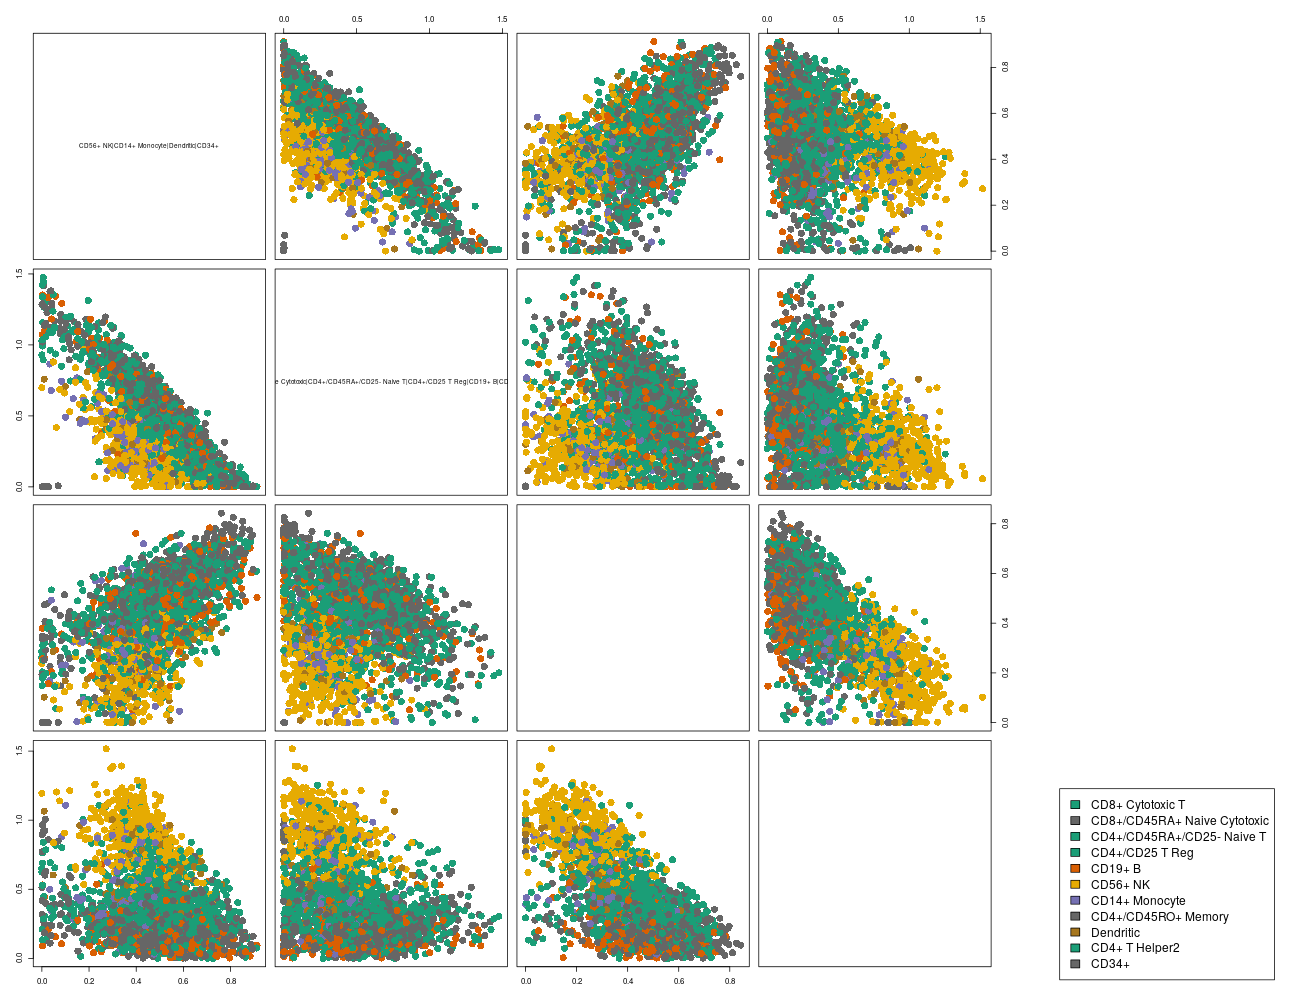 0.0 0.5 1.0 1.5
0.0 0.5 1.0 1.5
CD56+ NK|CD14+ Monocyte|Dendritic|CD34+
0.0 0.2 0.4 0.6 0.8
0.0 0.5 1.0 1.5
e Cytotoxic|CD4+/CD45RA+/CD25- Naive T|CD4+/CD25 T Reg|CD19+ B|CD
0.0 0.2 0.4 0.6 0.8
0.0 0.5 1.0 1.5
0.0 0.2 0.4 0.6 0.8
0.0 0.2 0.4 0.6 0.8
CD8+ Cytotoxic T
CD8+/CD45RA+ Naive Cytotoxic
CD4+/CD45RA+/CD25- Naive T
CD4+/CD25 T Reg
CD19+ B
CD56+ NK
CD14+ Monocyte
CD4+/CD45RO+ Memory
Dendritic
CD4+ T Helper2
CD34+